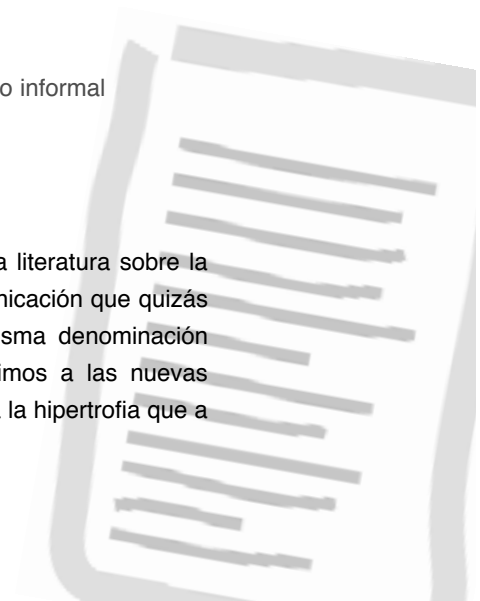 o informal
a literatura sobre la
nicación que quizás
sma denominación
imos a las nuevas
la hipertrofia que a